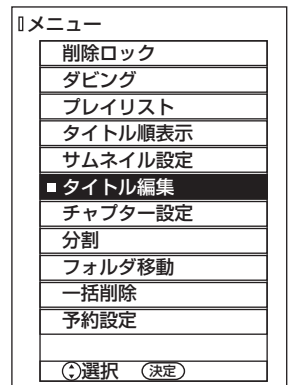 メニュー
削除ロック
ダビング
プレイリスト
タイトル順表示
サムネイル設定
タイトル編集
チャプター設定
分割
フォルダ移動
一括削除
予約設定
選択 決定